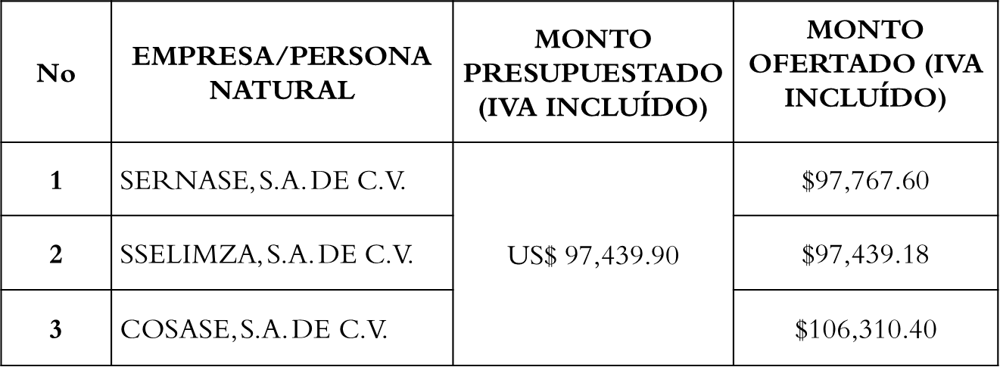 No
EMPRESA/PERSONA
NATURAL
MONTO
PRESUPUESTADO
(IVA INCLUÍDO)
MONTO
OFERTADO (IVA
INCLUÍDO)
1
SERNASE, S.A. DE C.V.
US$ 97,439.90
$97,767.60
2
SSELIMZA, S.A. DE C.V.
$97,439.18
3
COSASE, S.A. DE C.V.
$106,310.40